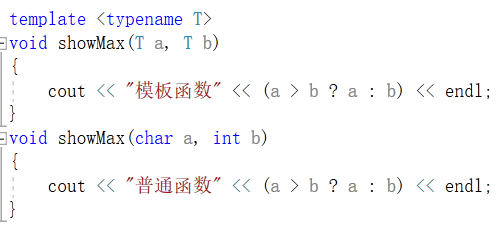 template <typename T>
void showMax(T a, T b)
{
cout << "模板函数" << (a > b ? a : b) << endl;
}
void showMax(char a, int b)
{
cout << "普通函数" << (a > b ? a : b) << endl;
}